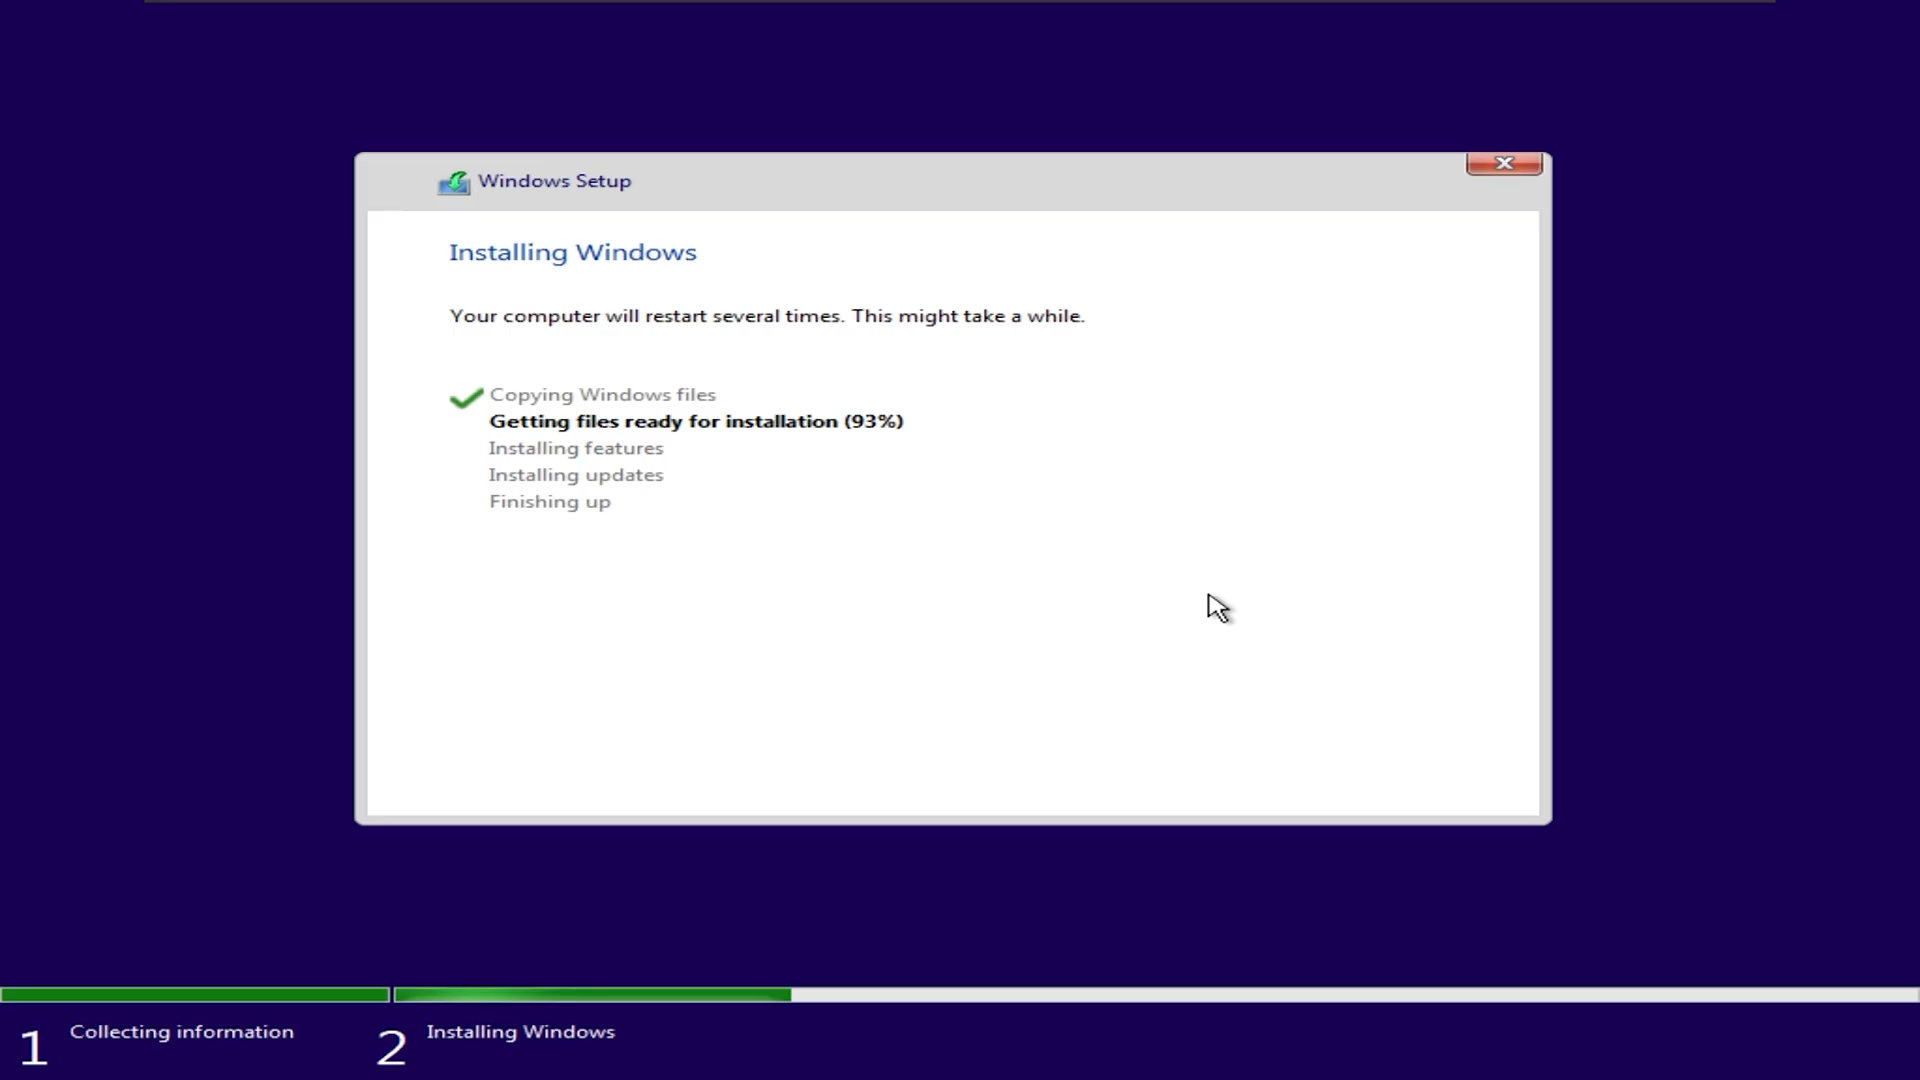 Windows Setup
Installing Windows
Your computer will restart several times. This might take a while.
Copying Windows files
Getting files ready for installation (93%)
Installing features
Installing updates
Finishing up
1 Collecting information
2 Installing Windows